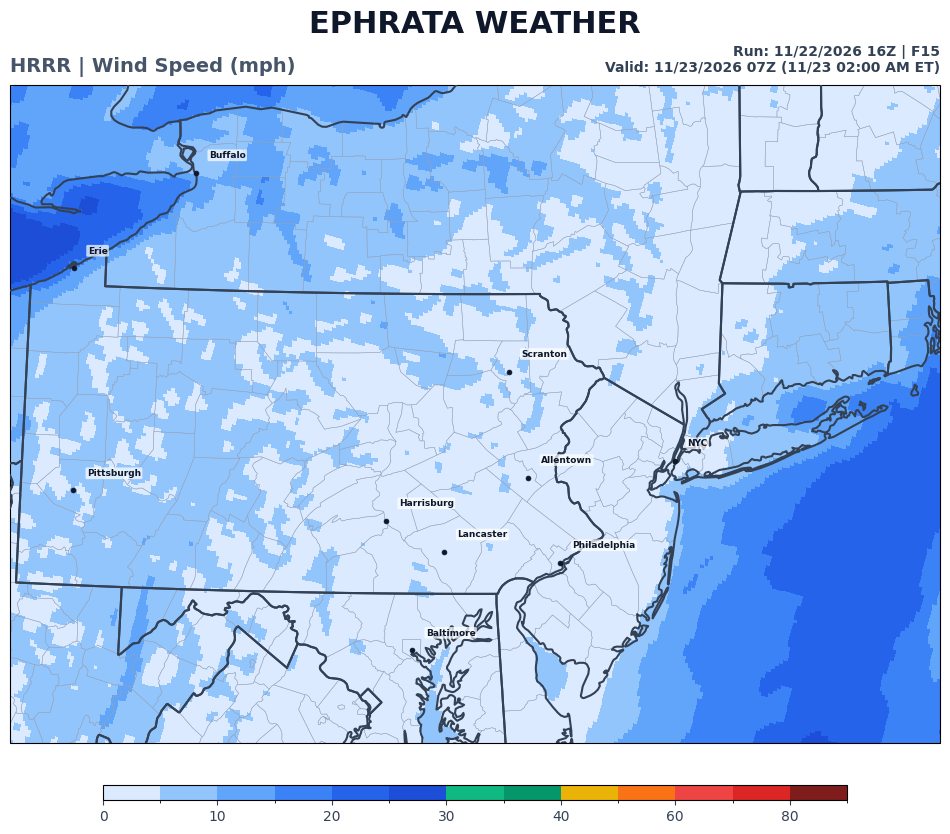 EPHRATA WEATHER
HRRR | Wind Speed (mph)
Run: 11/22/2026 16Z | F15
Valid: 11/23/2026 07Z (11/23 02:00 AM ET)
Buffalo
Erie
Scranton
NYC
Allentown
Pittsburgh
Harrisburg
Lancaster
Philadelphia
Baltimore
0 10 20 30 40 50 60 70 80